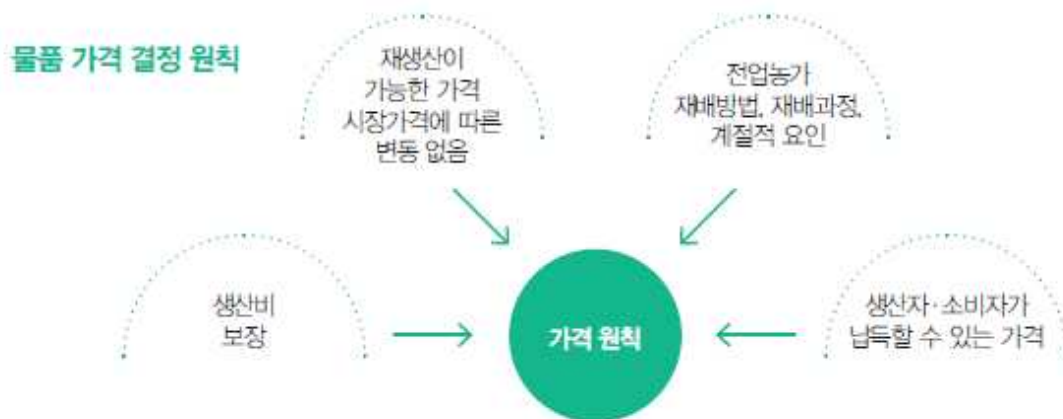 물품 가격 결정 원칙
재생산이
가능한 가격
시장가격에 따른
변동 없음
전업농가
재배방법, 재배과정,
계절적 요인
생산비
보장
가격 원칙
생산자·소비자가
납득할 수 있는 가격